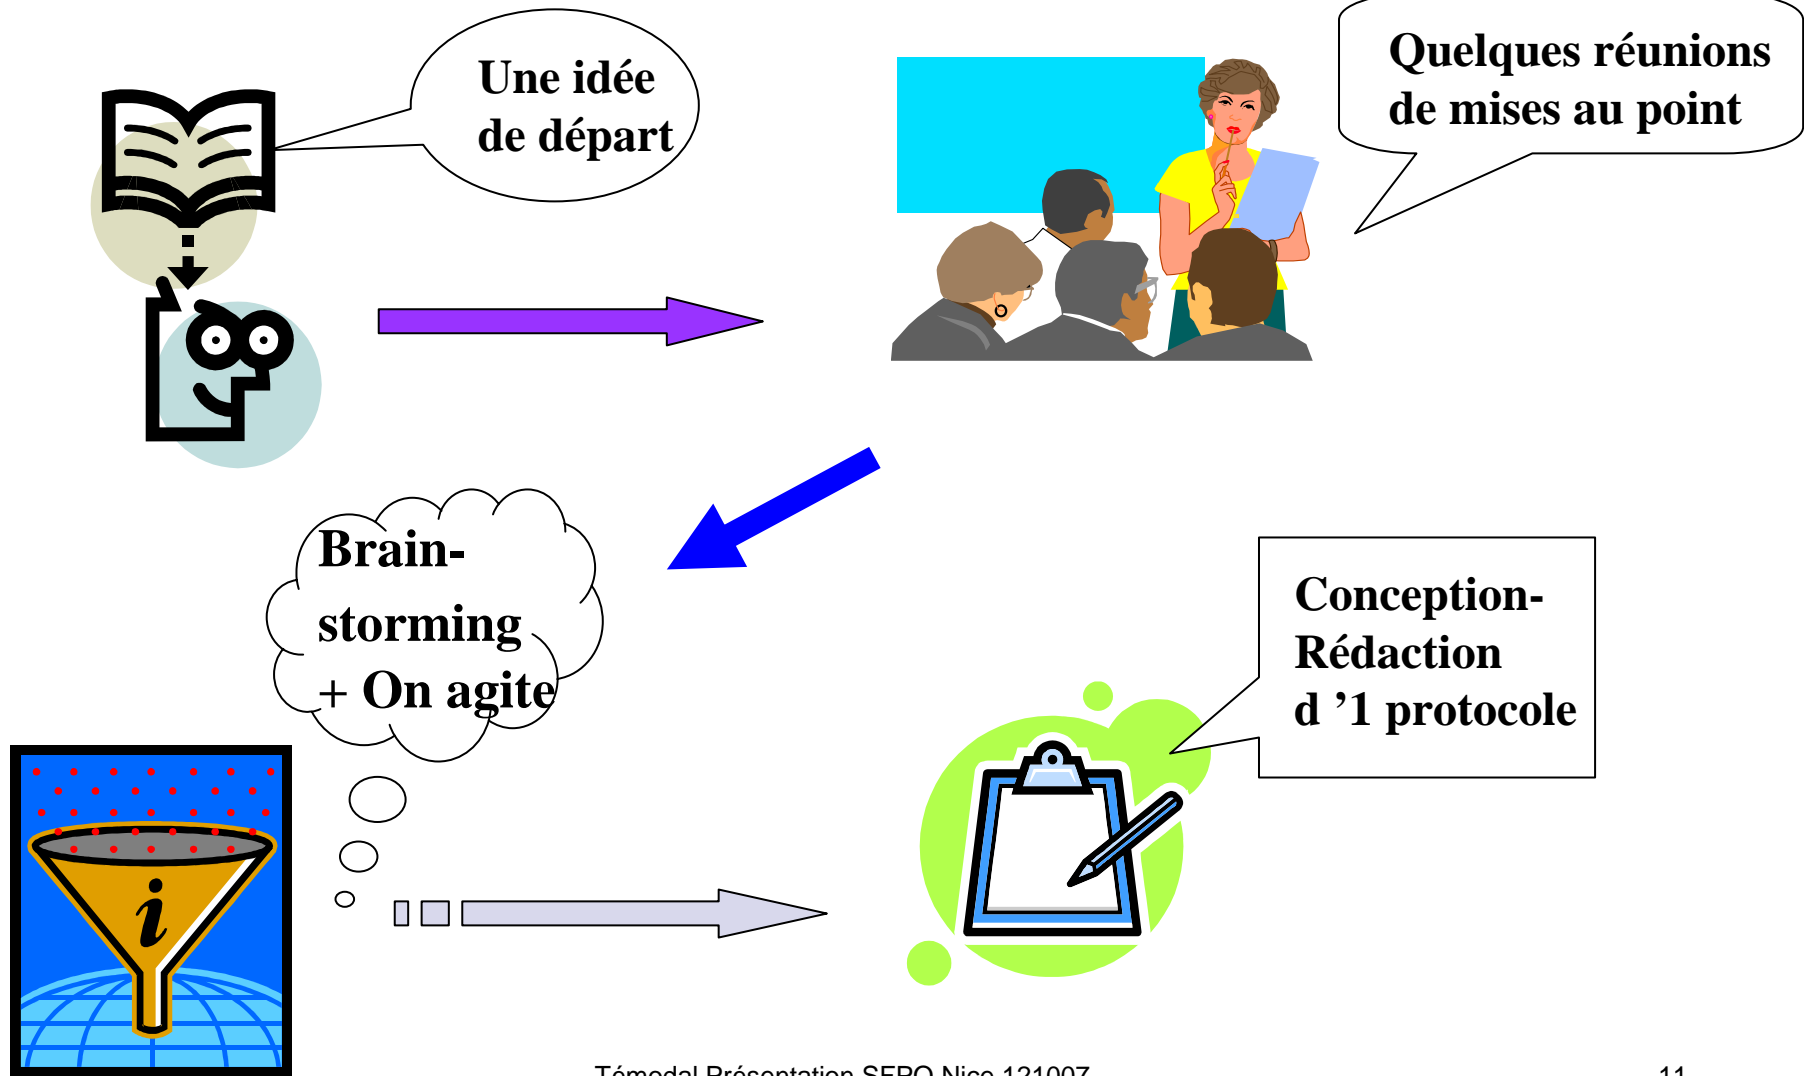 Une idée
de départ
Quelques réunions
de mises au point
Brain-
storming
+ On agite
Conception-
Rédaction
d ’1 protocole
i
Témodal Présentation SFPO Nice 121007
11